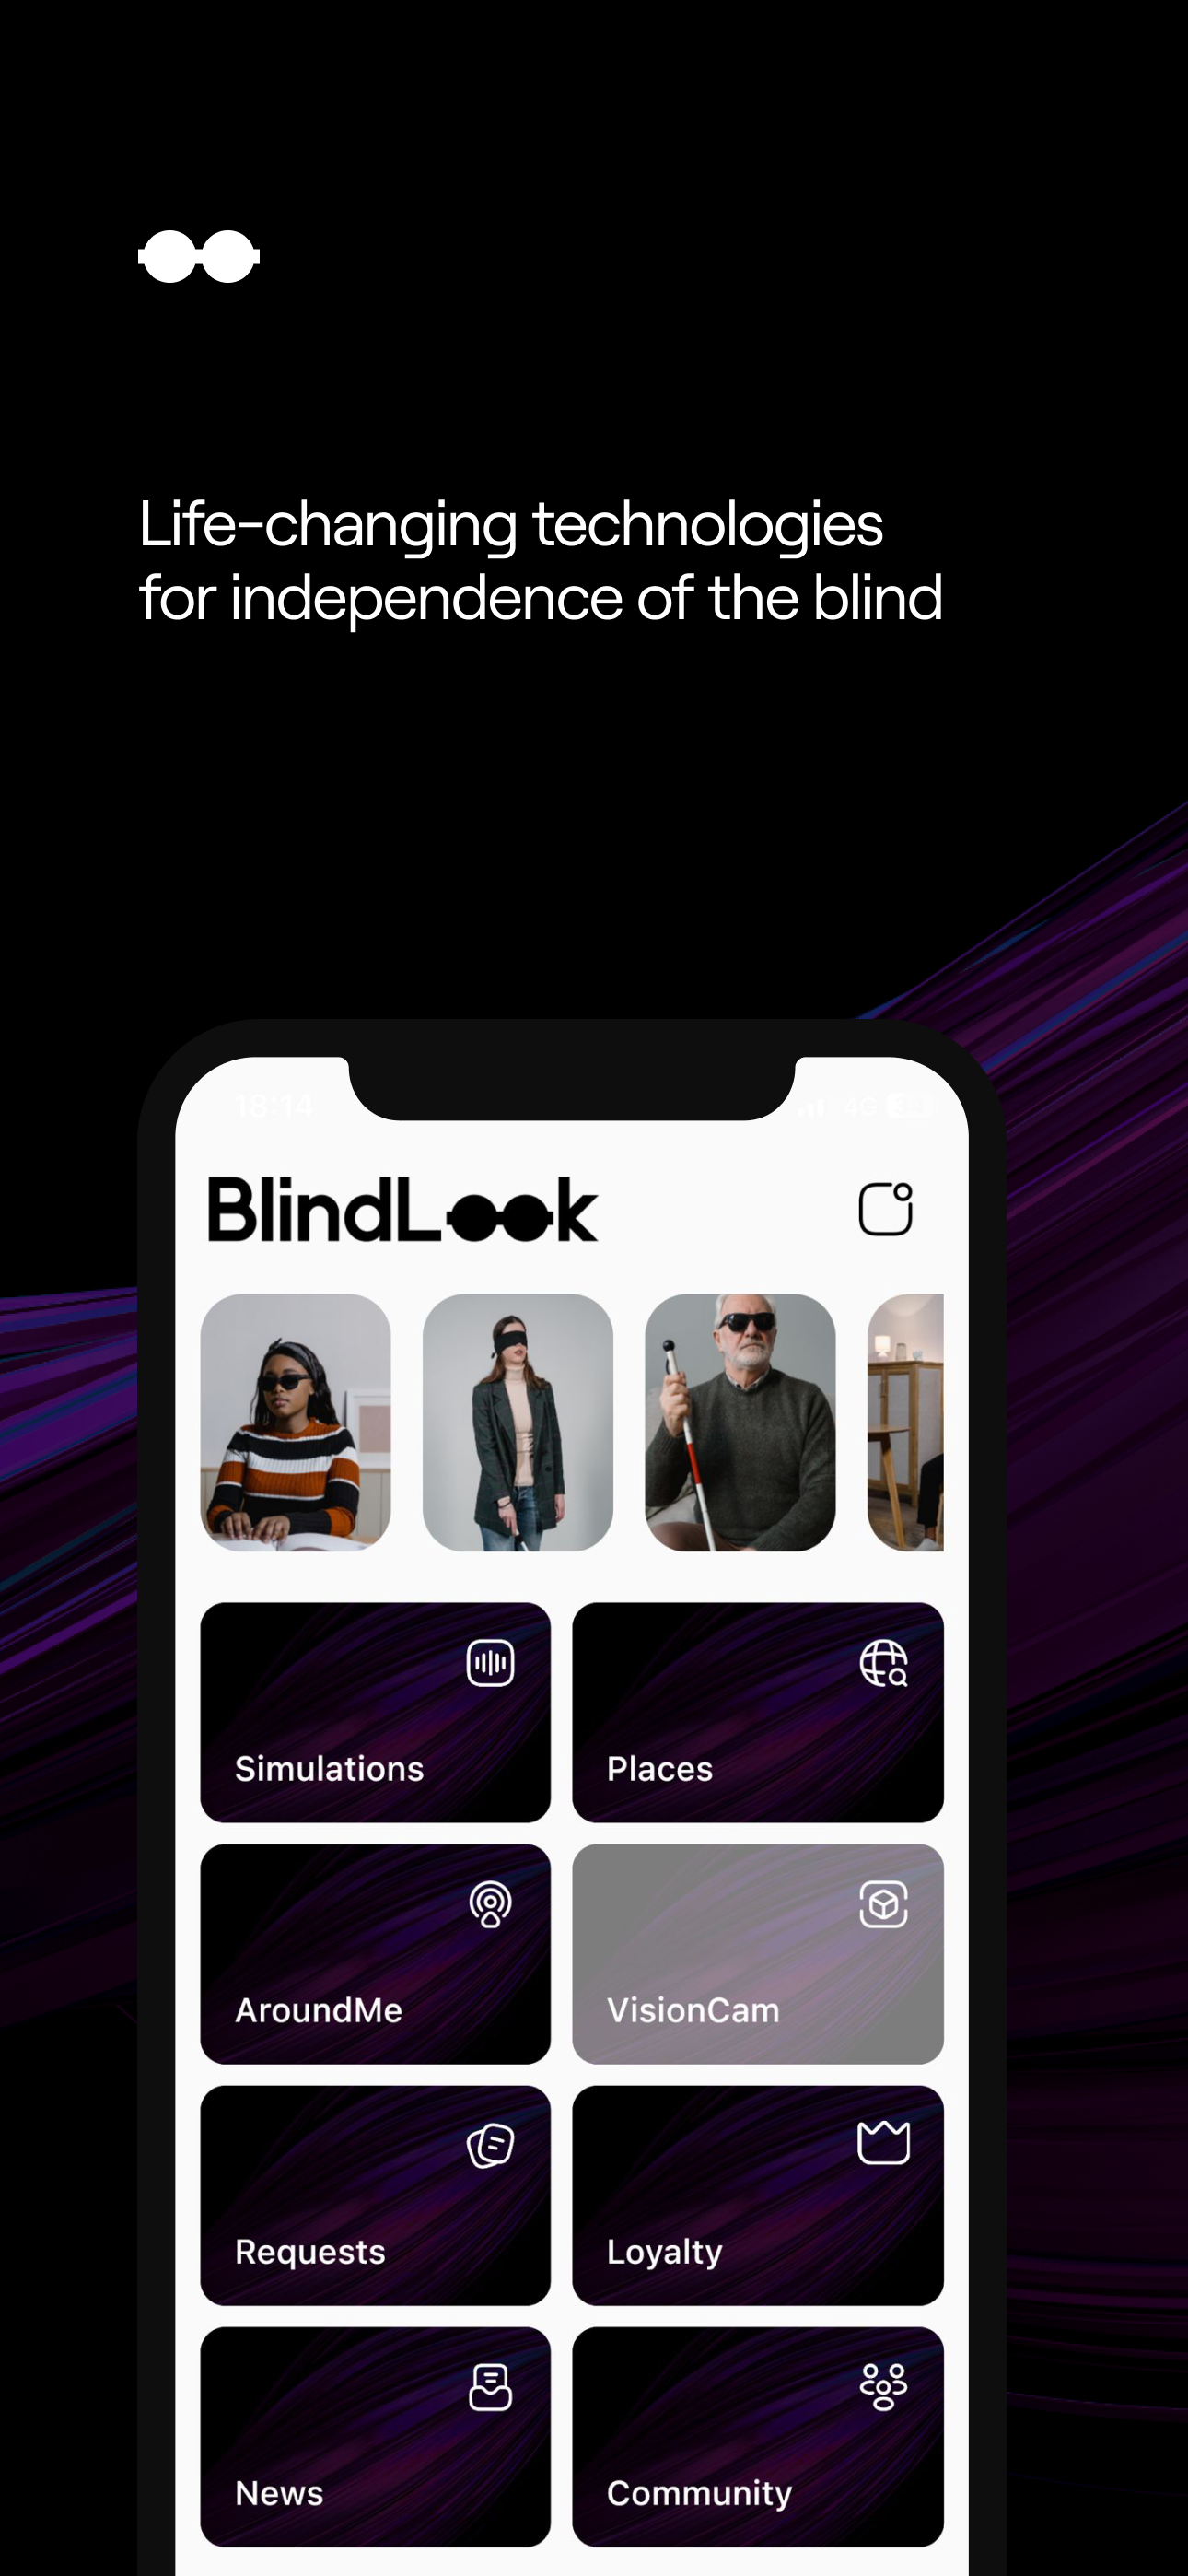 Life-changing technologies
for independence of the blind
18:14
4G
BlindLook
Simulations
Places
AroundMe
VisionCam
Requests
Loyalty
News
Community